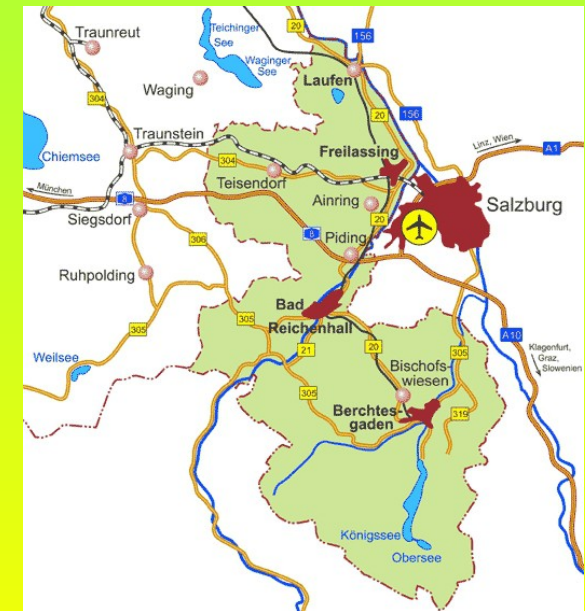 20
156
Teichinger
See
Traunreut
Waginger
See
Laufen
Waging
304
20
156
Chiemsee
Traunstein
Linz, Wien
A1
Freilassing
304
Teisendorf
München
8
Ainring
Salzburg
Siegsdorf
20
306
8
Piding
Ruhpolding
Bad
Reichenhall
305
305
A10
Klagenfurt,
Graz,
Slowenien
Weilsee
21
20
305
Bischofs-
wiesen
305
Berchtes-
gaden
319
Königssee
Obersee